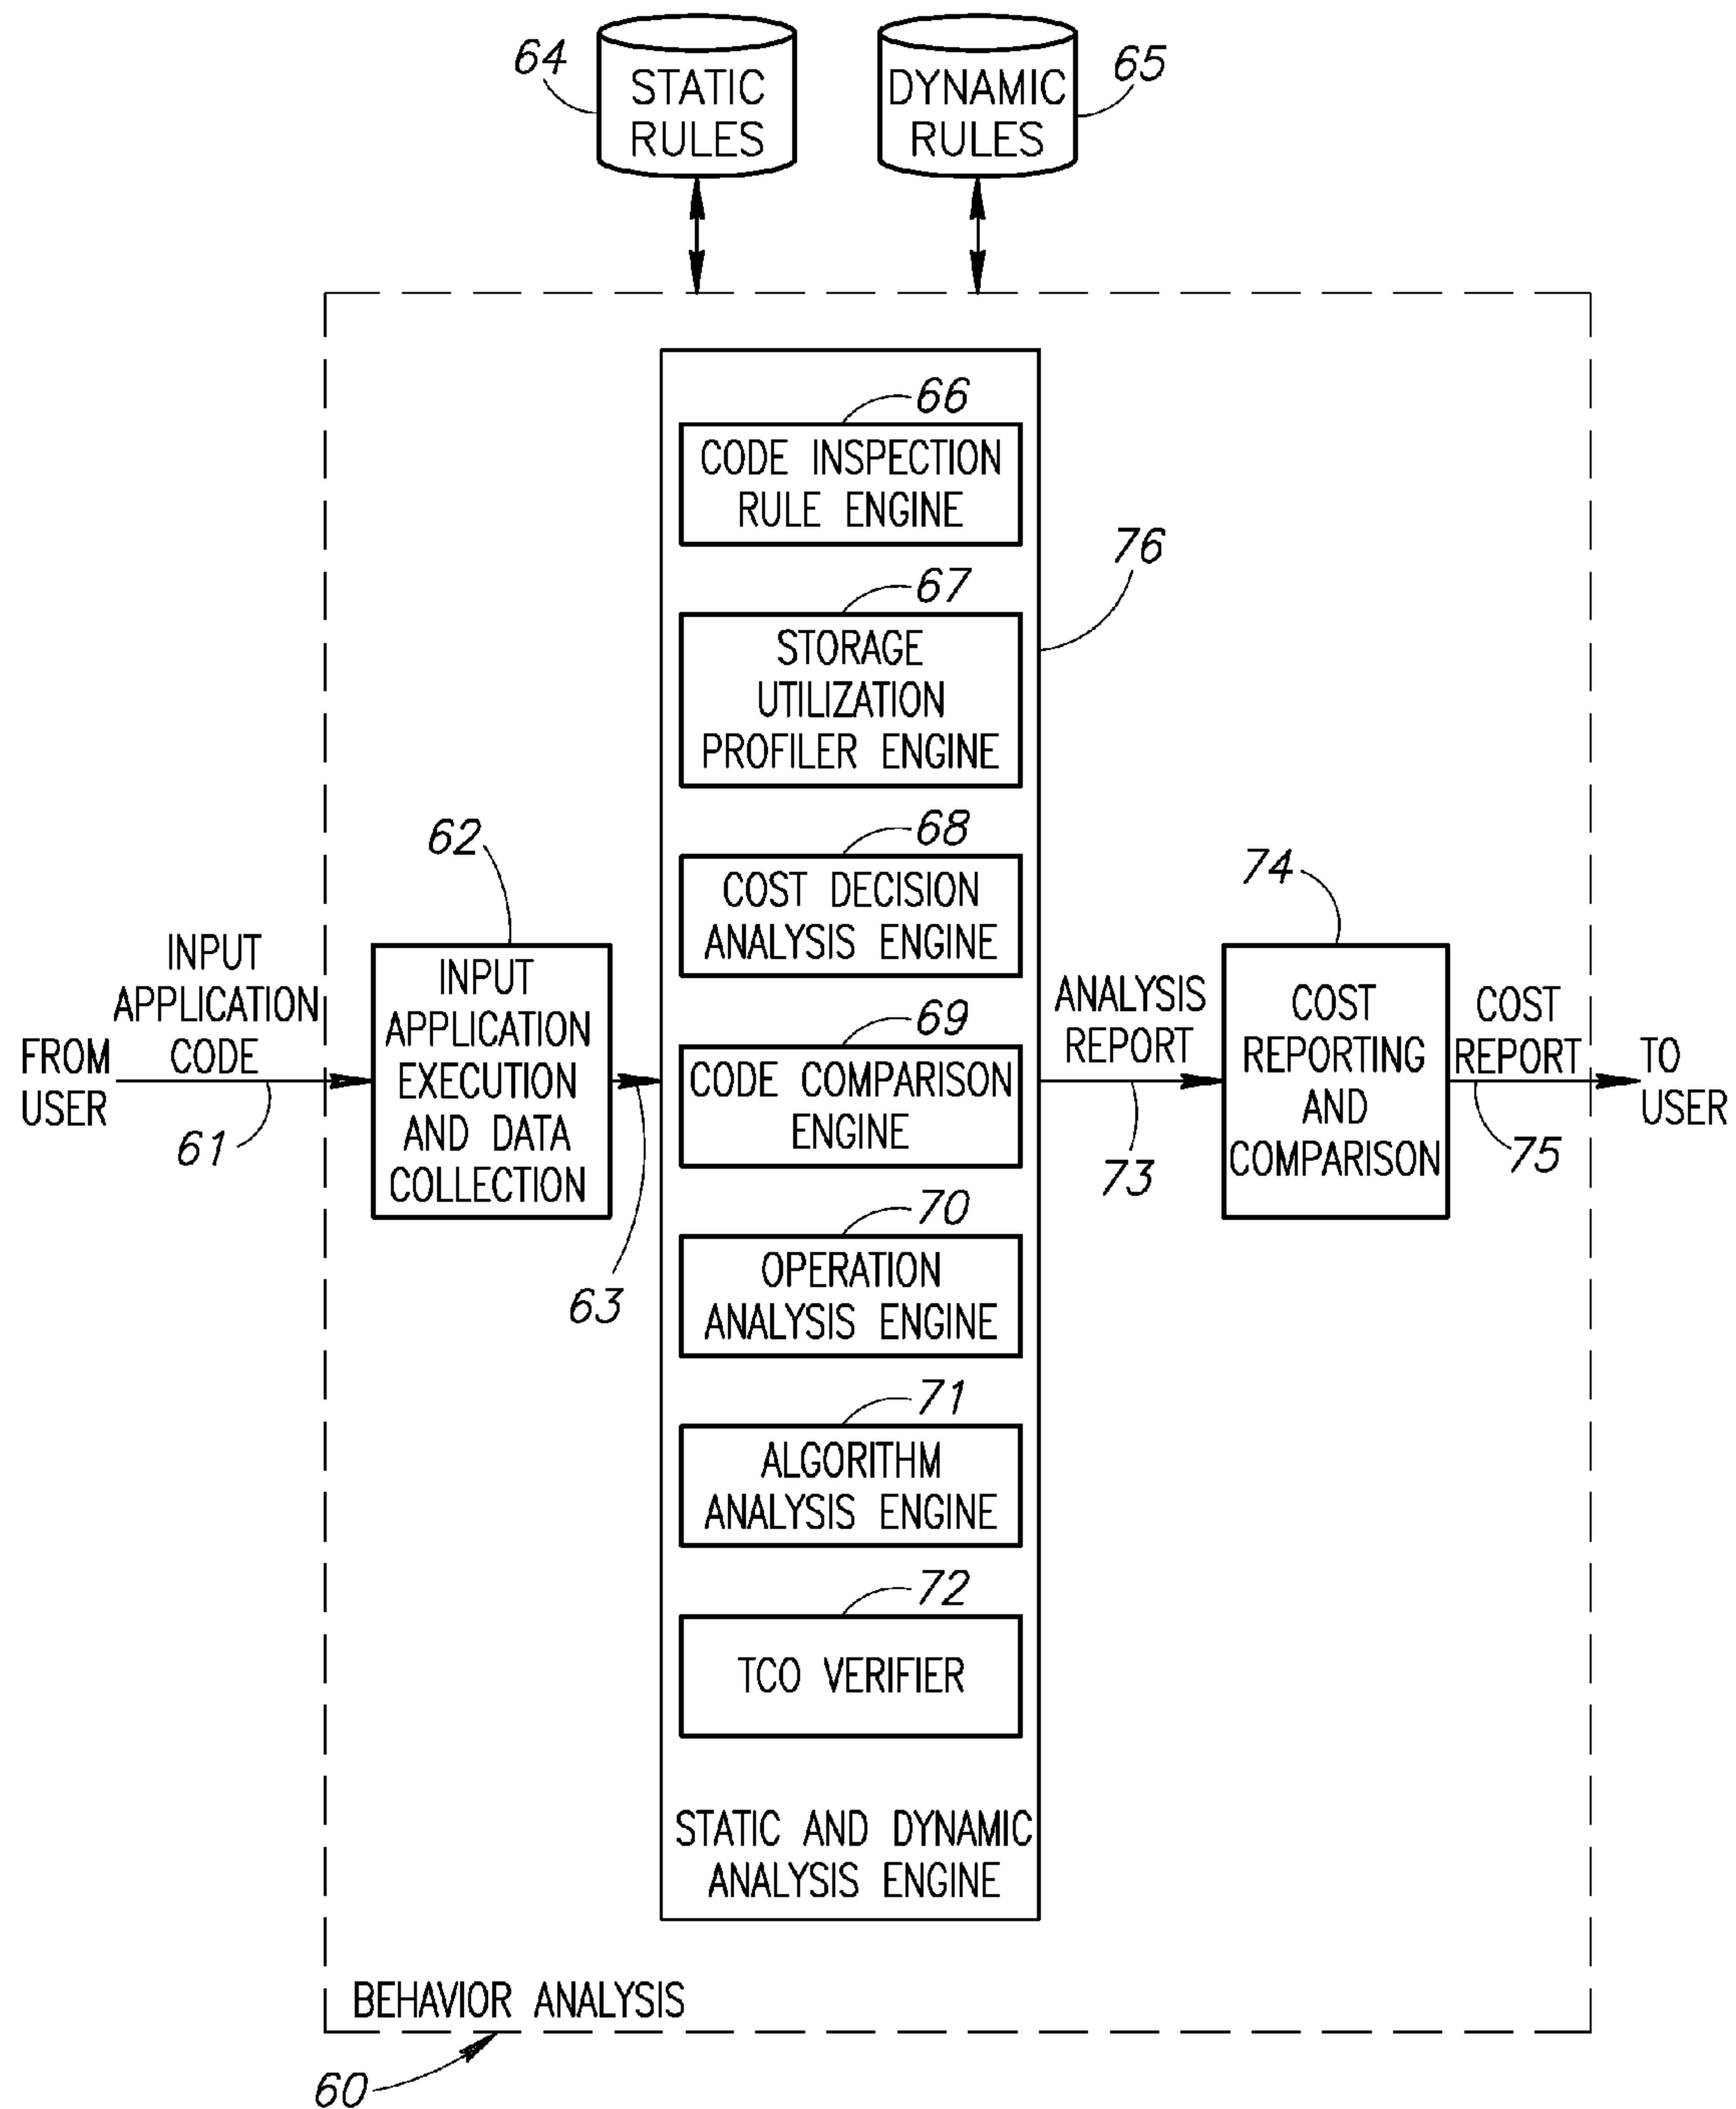 64
STATIC
RULES
DYNAMIC
RULES
65
66
CODE INSPECTION
RULE ENGINE
76
67
STORAGE
UTILIZATION
PROFILER ENGINE
62
68
COST DECISION
ANALYSIS ENGINE
74
FROM
USER
INPUT
APPLICATION
CODE
61
INPUT
APPLICATION
EXECUTION
AND DATA
COLLECTION
63
69
CODE COMPARISON
ENGINE
ANALYSIS
REPORT
73
COST
REPORTING
AND
COMPARISON
COST
REPORT
75
TO
USER
70
OPERATION
ANALYSIS ENGINE
71
ALGORITHM
ANALYSIS ENGINE
72
TCO VERIFIER
STATIC AND DYNAMIC
ANALYSIS ENGINE
BEHAVIOR ANALYSIS
60